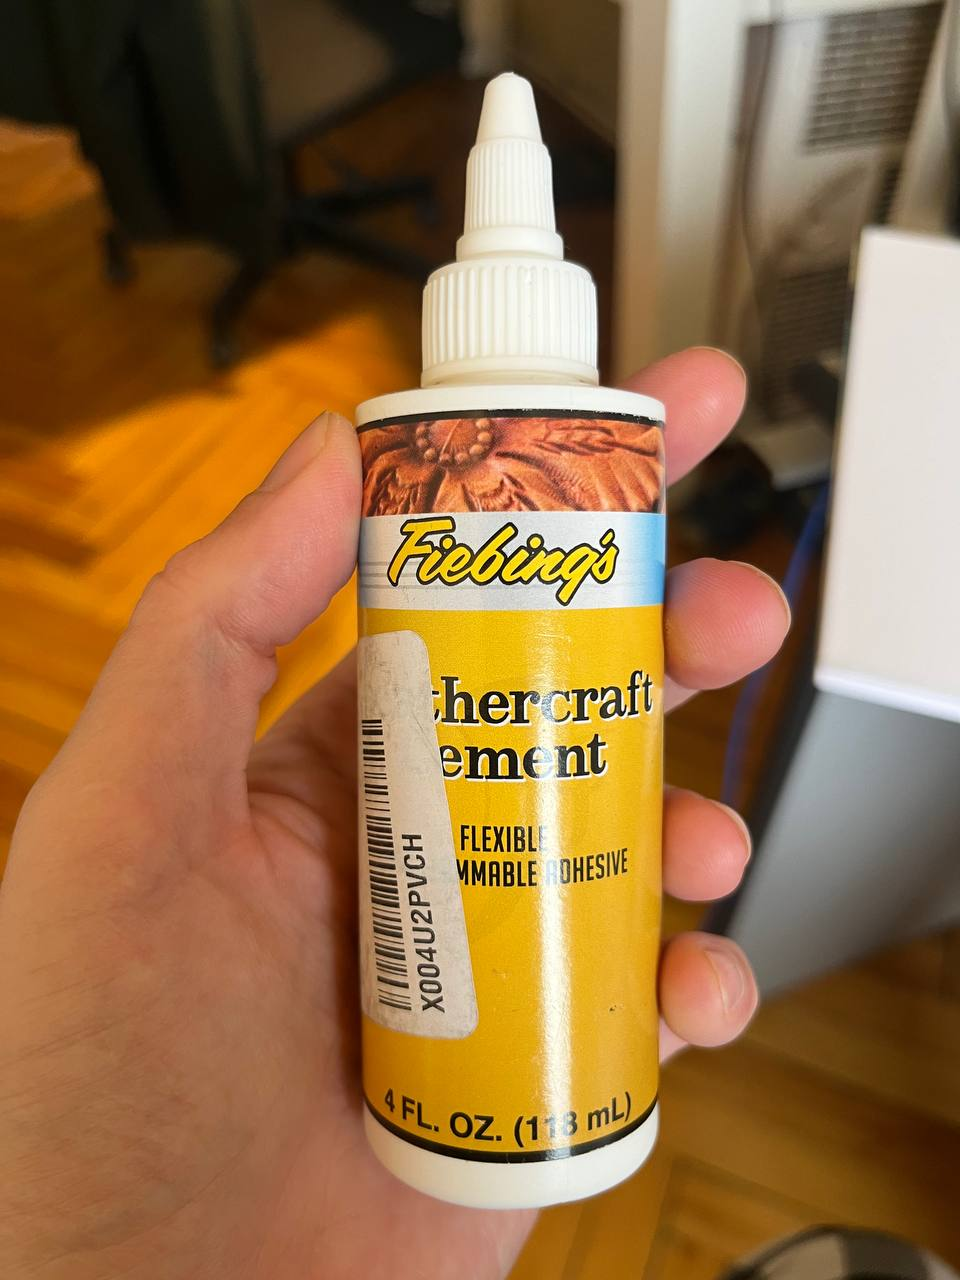 Fiebing's
thercraft
ement
FLEXIBLE
MMABLE ADHESIVE
X004U2PVCH
4 FL. OZ. (118 mL)